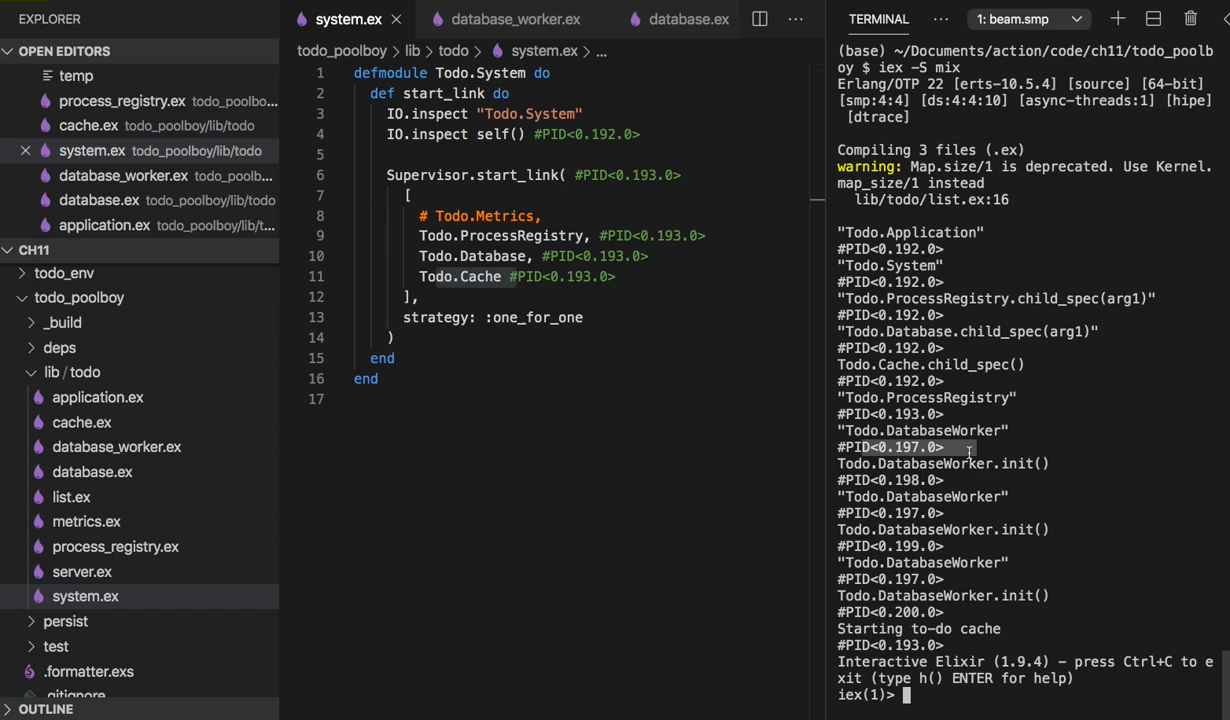 EXPLORER
OPEN EDITORS
temp
process_registry.ex todo_poolbo...
cache.ex todo_poolboy/lib/todo
system.ex todo_poolboy/lib/todo
database_worker.ex todo_poolb...
database.ex todo_poolboy/lib/todo
application.ex todo_poolboy/lib/t...
CH11
todo_env
todo_poolboy
_build
deps
lib / todo
application.ex
cache.ex
database_worker.ex
database.ex
list.ex
metrics.ex
process_registry.ex
server.ex
system.ex
persist
test
.formatter.exs
.gitignore
OUTLINE
system.ex
database_worker.ex
database.ex
todo_poolboy > lib > todo > system.ex > ...
1 defmodule Todo.System do
2 def start_link do
3 IO.inspect "Todo.System"
4 IO.inspect self() #PID<0.192.0>
5
6 Supervisor.start_link( #PID<0.193.0>
7 [
8 # Todo.Metrics,
9 Todo.ProcessRegistry, #PID<0.193.0>
10 Todo.Database, #PID<0.193.0>
11 Todo.Cache #PID<0.193.0>
12 ],
13 strategy: :one_for_one
14 )
15 end
16 end
17
TERMINAL ... 1: beam.smp
(base) ~/Documents/action/code/ch11/todo_poolb
oy $ iex -S mix
Erlang/OTP 22 [erts-10.5.4] [source] [64-bit]
[smp:4:4] [ds:4:4:10] [async-threads:1] [hipe]
[dtrace]
Compiling 3 files (.ex)
warning: Map.size/1 is deprecated. Use Kernel.
map_size/1 instead
lib/todo/list.ex:16
"Todo.Application"
#PID<0.192.0>
"Todo.System"
#PID<0.192.0>
"Todo.ProcessRegistry.child_spec(arg1)"
#PID<0.192.0>
"Todo.Database.child_spec(arg1)"
#PID<0.192.0>
Todo.Cache.child_spec()
#PID<0.192.0>
"Todo.ProcessRegistry"
#PID<0.193.0>
"Todo.DatabaseWorker"
#PID<0.197.0>
Todo.DatabaseWorker.init()
#PID<0.198.0>
"Todo.DatabaseWorker"
#PID<0.197.0>
Todo.DatabaseWorker.init()
#PID<0.199.0>
"Todo.DatabaseWorker"
#PID<0.197.0>
Todo.DatabaseWorker.init()
#PID<0.200.0>
Starting to-do cache
#PID<0.193.0>
Interactive Elixir (1.9.4) - press Ctrl+C to e
xit (type h() ENTER for help)
iex(1)>